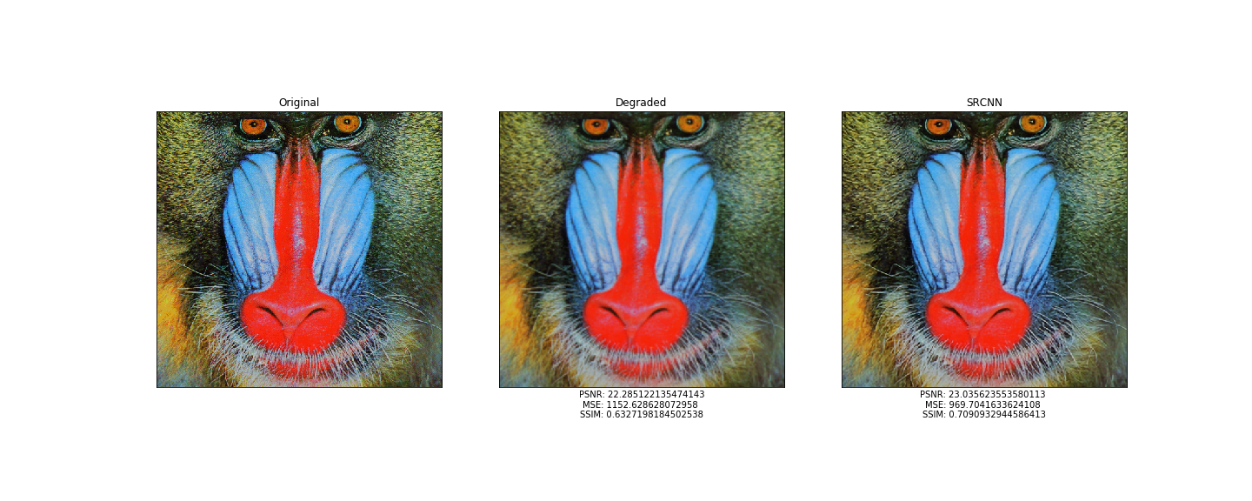 Original
Degraded
SRCNN
PSNR: 22.285122135474143
MSE: 1152.628628072958
SSIM: 0.6327198184502538
PSNR: 23.035623553580113
MSE: 969.7041633624108
SSIM: 0.7090932944586413